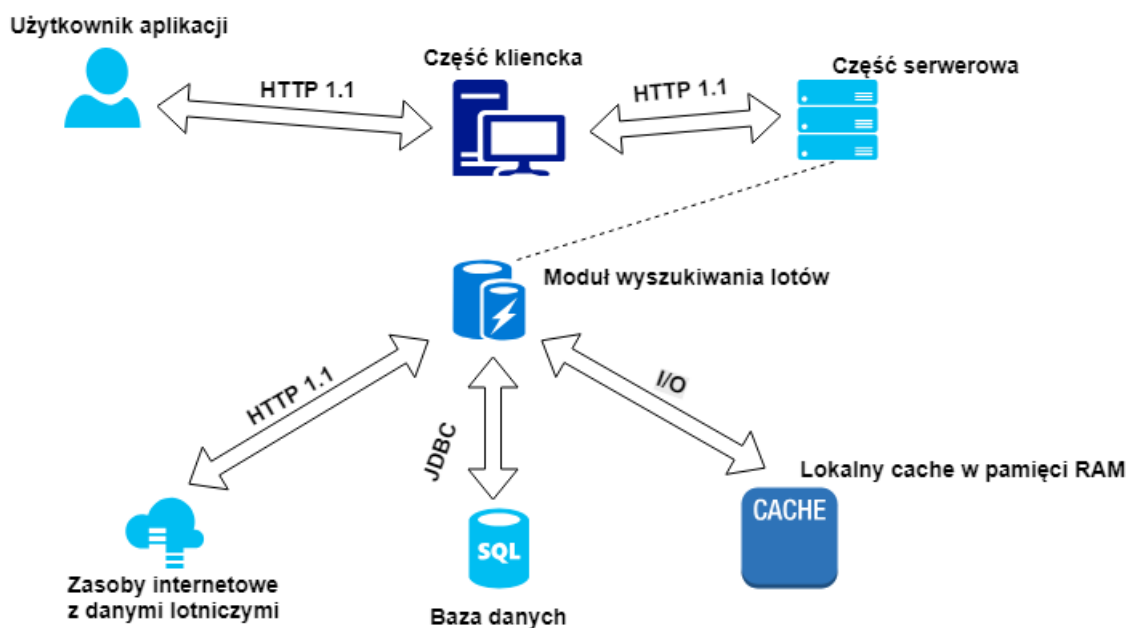 Użytkownik aplikacji
HTTP 1.1
Część kliencka
HTTP 1.1
Część serwerowa
Moduł wyszukiwania lotów
HTTP 1.1
JDBC
I/O
Lokalny cache w pamięci RAM
CACHE
SQL
Zasoby internetowe
z danymi lotniczymi
Baza danych